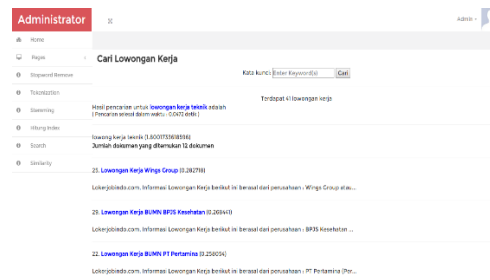 Administrator
Admin
Home
Pages
Cari Lowongan Kerja
Stopword Remove
Kata kunci: Enter Keyword(s) Cari
Tokenization
Terdapat 41 lowongan kerja
Stemming
Hasil pencarian untuk lowongan kerja teknik adalah
( Pencarian selesai dalam waktu : 0.0472 detik )
Hitung Index
Search
lowong kerja teknik
Jumlah dokumen yang ditemukan 12 dokumen
Similarity
23. Lowongan Kerja Wings Group (0.282718)
Lokerjobindo.com. Informasi Lowongan Kerja berikut ini berasal dari perusahaan : Wings Group atau...
29. Lowongan Kerja BUMN BPJS Kesehatan (0.268441)
Lokerjobindo.com. Informasi Lowongan Kerja berikut ini berasal dari perusahaan : BPJS Kesehatan ...
22. Lowongan Kerja BUMN PT Pertamina (0.258094)
Lokerjobindo.com. Informasi Lowongan Kerja berikut ini berasal dari perusahaan : PT Pertamina (Per...